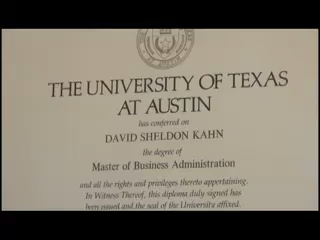 THE UNIVERSITY OF TEXAS
AT AUSTIN
has conferred on
DAVID SHELDON KAHN
the degree of
Master of Business Administration
and all the rights and privileges thereto appertaining.
In Witness Thereof, this diploma duly signed has
been issued and the seal of the University affixed.